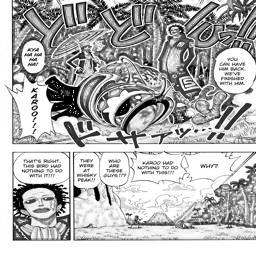 YOU CAN
HAVE
HIM BACK.
WE'VE
FINISHED
WITH HIM.
KYA
HA HA
HA
HA!
KAROO!!!
WHY?
KAROO HAD
NOTHING TO DO
WITH THIS!!!
WHO
ARE
THESE
GUYS!??
THEY
WERE
AT
WHISKY
PEAK!!
THAT'S RIGHT,
THIS BIRD HAD
NOTHING TO DO
WITH IT!!!